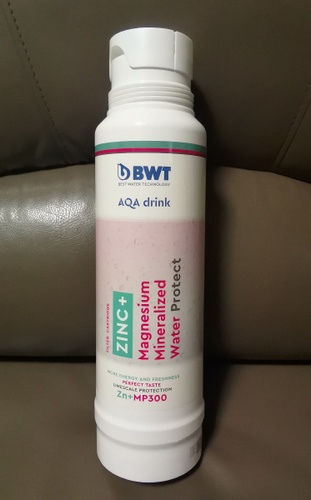 BWT
BEST WATER TECHNOLOGY
AQA drink
FILTER CARTRIDGE
ZINC+
Magnesium
Mineralized
Water Protect
MORE ENERGY AND FRESHNESS
PERFECT TASTE
LIMESCALE PROTECTION
Zn+MP300